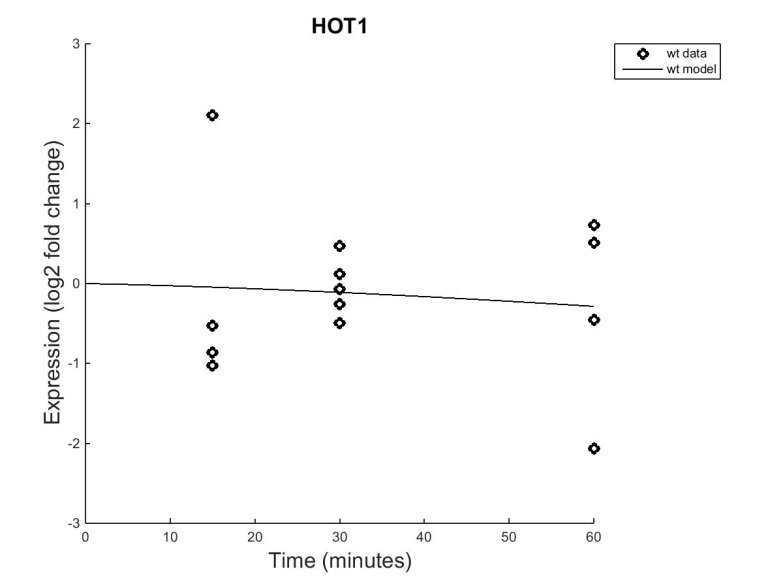 HOT1
wt data
wt model
Expression (log2 fold change)
3
2
1
0
-1
-2
-3
0 10 20 30 40 50 60
Time (minutes)